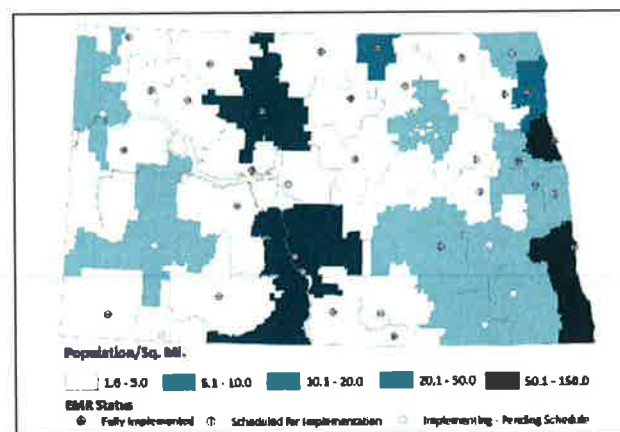 Population/Sq. Mi.
1.6 - 5.0 5.1 - 10.0 10.1 - 20.0 20.1 - 50.0 50.1 - 150.0
EMR Status
Fully Implemented Scheduled for Implementation Implementing - Pending Schedule